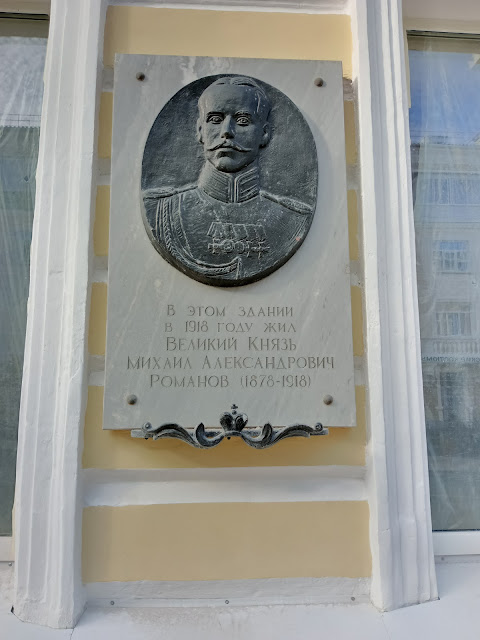 В ЭТОМ ЗДАНИИ
В 1918 ГОДУ ЖИЛ
ВЕЛИКИЙ КНЯЗЬ
МИХАИЛ АЛЕКСАНДРОВИЧ
РОМАНОВ (1878-1918)